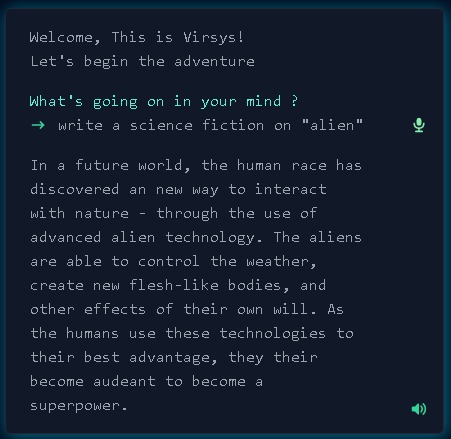 Welcome, This is Virsys!
Let's begin the adventure
What's going on in your mind ?
→ write a science fiction on "alien"
In a future world, the human race has
discovered an new way to interact
with nature - through the use of
advanced alien technology. The aliens
are able to control the weather,
create new flesh-like bodies, and
other effects of their own will. As
the humans use these technologies to
their best advantage, they their
become audeant to become a
superpower.